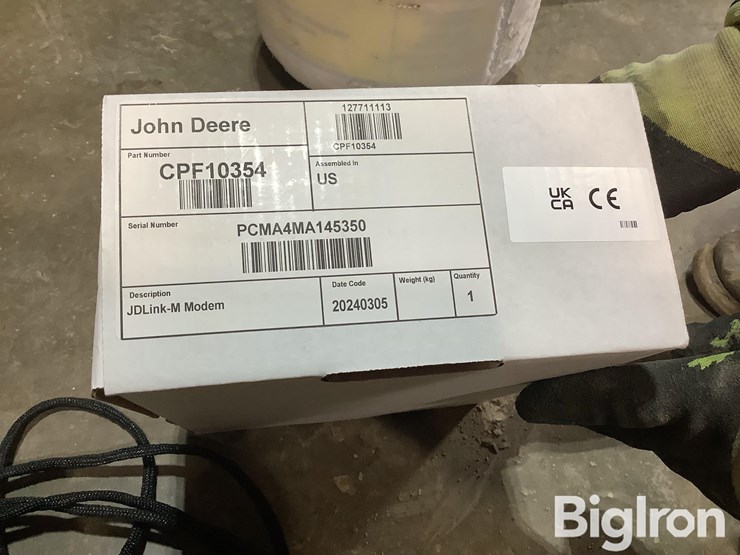 John Deere
127711113
CPF10354
Part Number
CPF10354
Assembled in
US
Serial Number
PCMA4MA145350
Description
JDLink-M Modem
Date Code
20240305
Weight (kg)
Quantity
1
UK
CA CE
BigIron